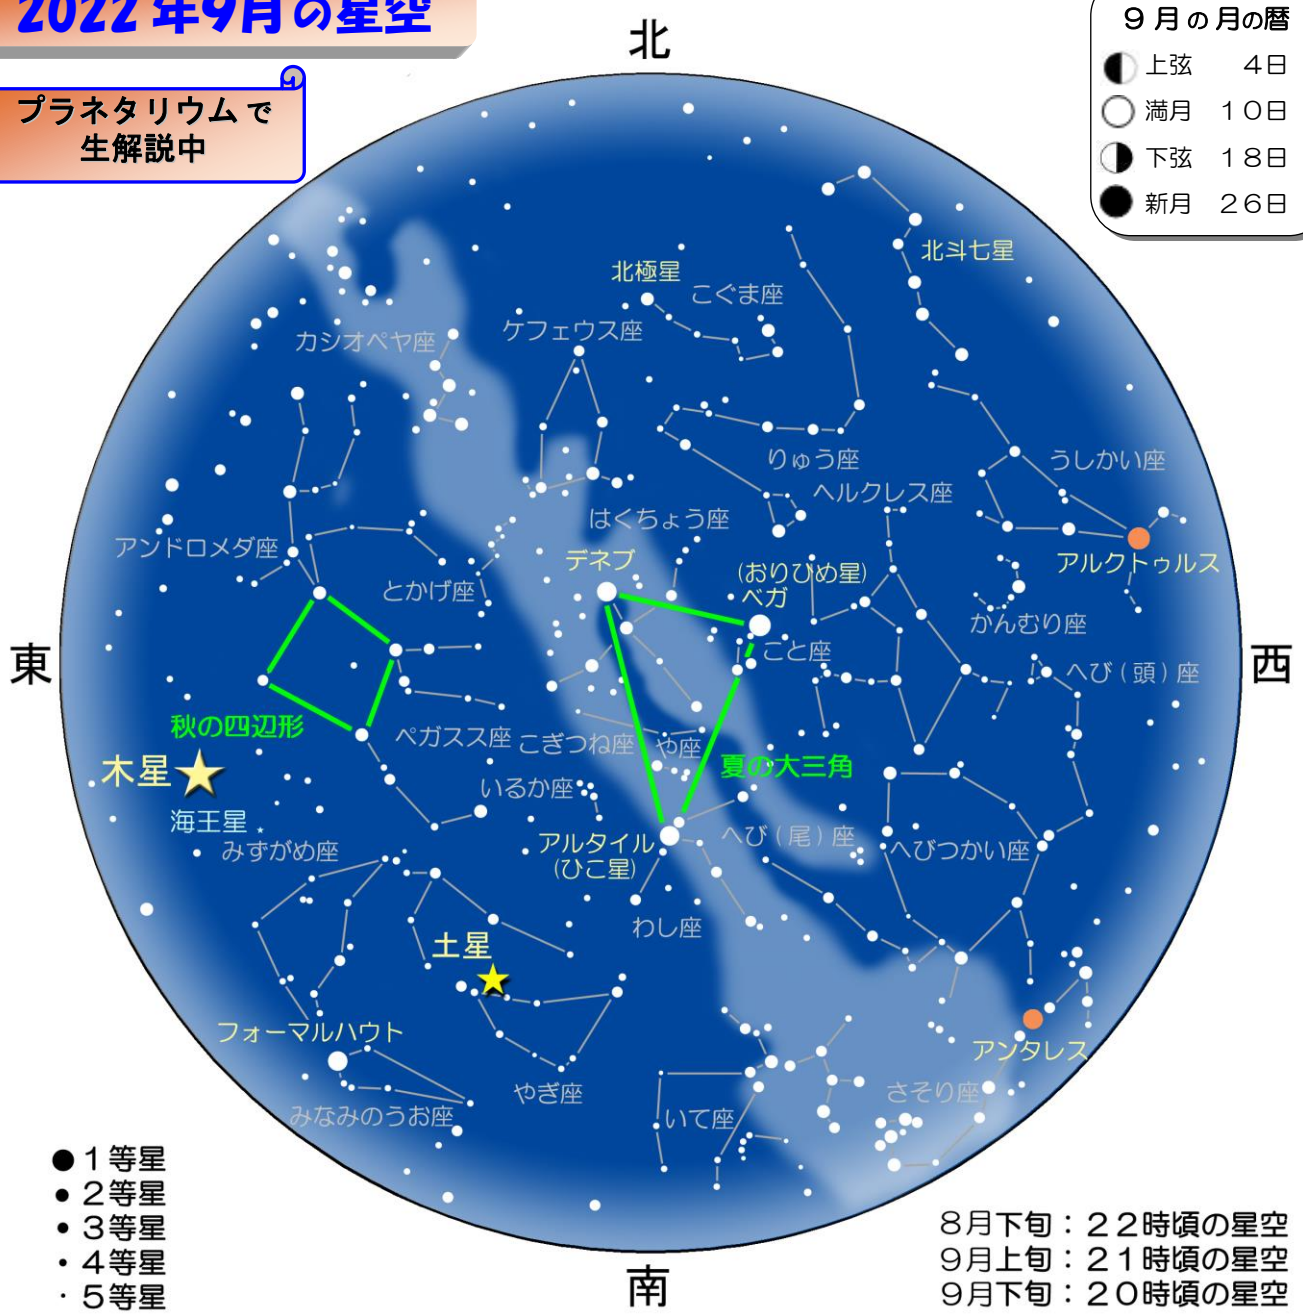 2022年9月の星空
プラネタリウムで
生解説中
９月の月の暦
上弦 ４日
満月 １０日
下弦 １８日
新月 ２６日
北
北斗七星
北極星
こぐま座
ケフェウス座
カシオペヤ座
りゅう座
うしかい座
ヘルクレス座
はくちょう座
アンドロメダ座
デネブ
(おりひめ星)
ベガ
アルクトゥルス
とかげ座
かんむり座
東
こと座
へび（頭）座
西
秋の四辺形
ペガスス座
こぎつね座
や座
夏の大三角
木星
いるか座
海王星
みずがめ座
アルタイル
(ひこ星)
へび（尾）座
へびつかい座
わし座
土星
フォーマルハウト
アンタレス
やぎ座
さそり座
みなみのうお座
いて座
●１等星
●２等星
・３等星
・４等星
・５等星
８月下旬：２２時頃の星空
９月上旬：２１時頃の星空
９月下旬：２０時頃の星空
南